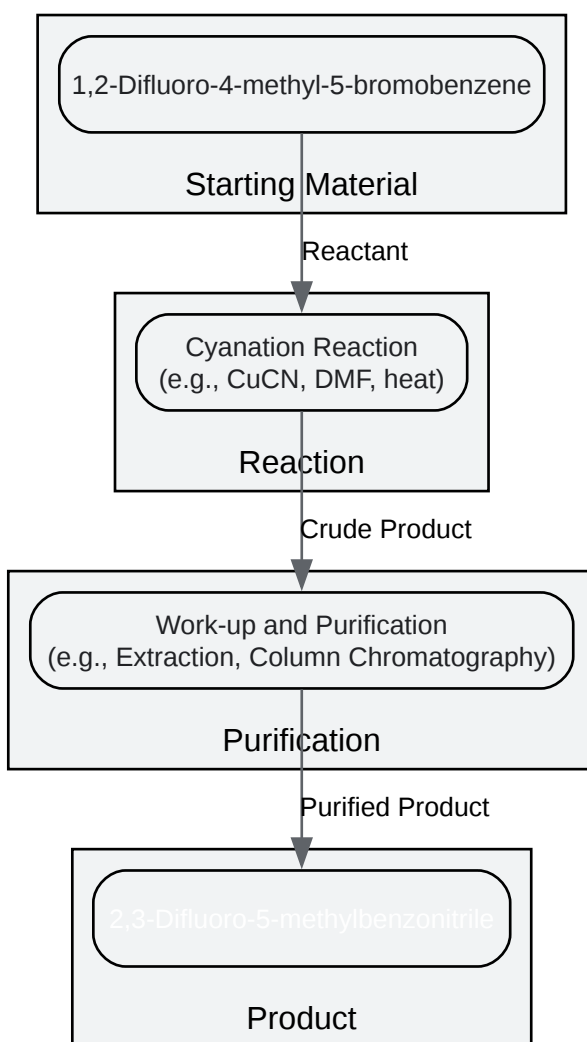 1,2-Difluoro-4-methyl-5-bromobenzene
Starting Material
Reactant
Cyanation Reaction
(e.g., CuCN, DMF, heat)
Reaction
Crude Product
Work-up and Purification
(e.g., Extraction, Column Chromatography)
Purification
Purified Product
2,3-Difluoro-5-methylbenzonitrile
Product